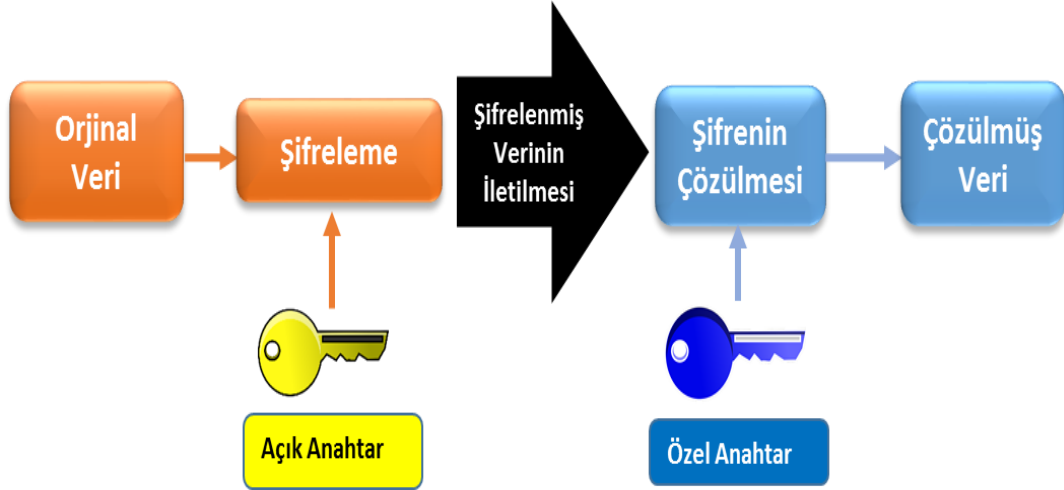 Orjinal
Veri
Şifreleme
Şifrelenmiş
Verinin
İletilmesi
Şifrenin
Çözülmesi
Çözülmüş
Veri
Açık Anahtar
Özel Anahtar